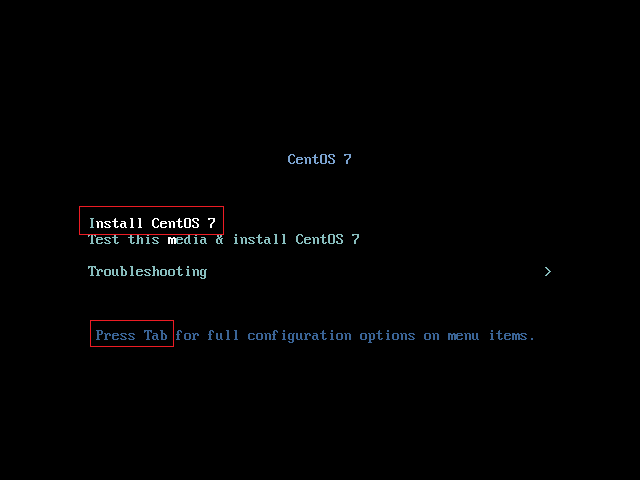 CentOS 7
Install CentOS 7
Test this media & install CentOS 7
Troubleshooting >
Press Tab for full configuration options on menu items.